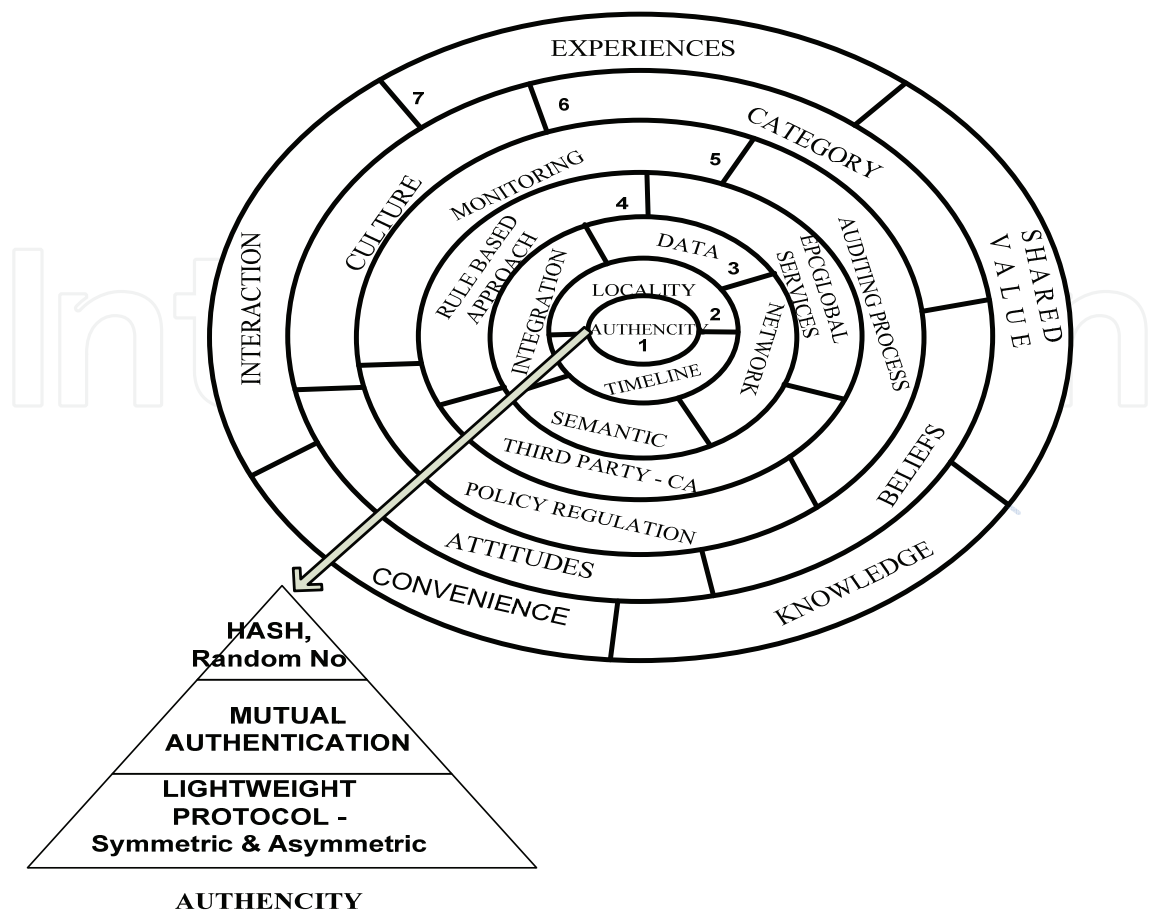 EXPERIENCES
7
6
CATEGORY
5
MONITORING
CULTURE
4
RULE BASED
APPROACH
DATA
3
INTEGRATION
LOCALITY
2
AUTHENCITY
1
TIMELINE
NETWORK
EPCGLOBAL
SERVICES
AUDITING PROCESS
SHARED
VALUE
INTERACTION
SEMANTIC
THIRD PARTY - CA
POLICY REGULATION
BELIEFS
ATTITUDES
CONVENIENCE
KNOWLEDGE
HASH,
Random No
MUTUAL
AUTHENTICATION
LIGHTWEIGHT
PROTOCOL -
Symmetric & Asymmetric
AUTHENCITY